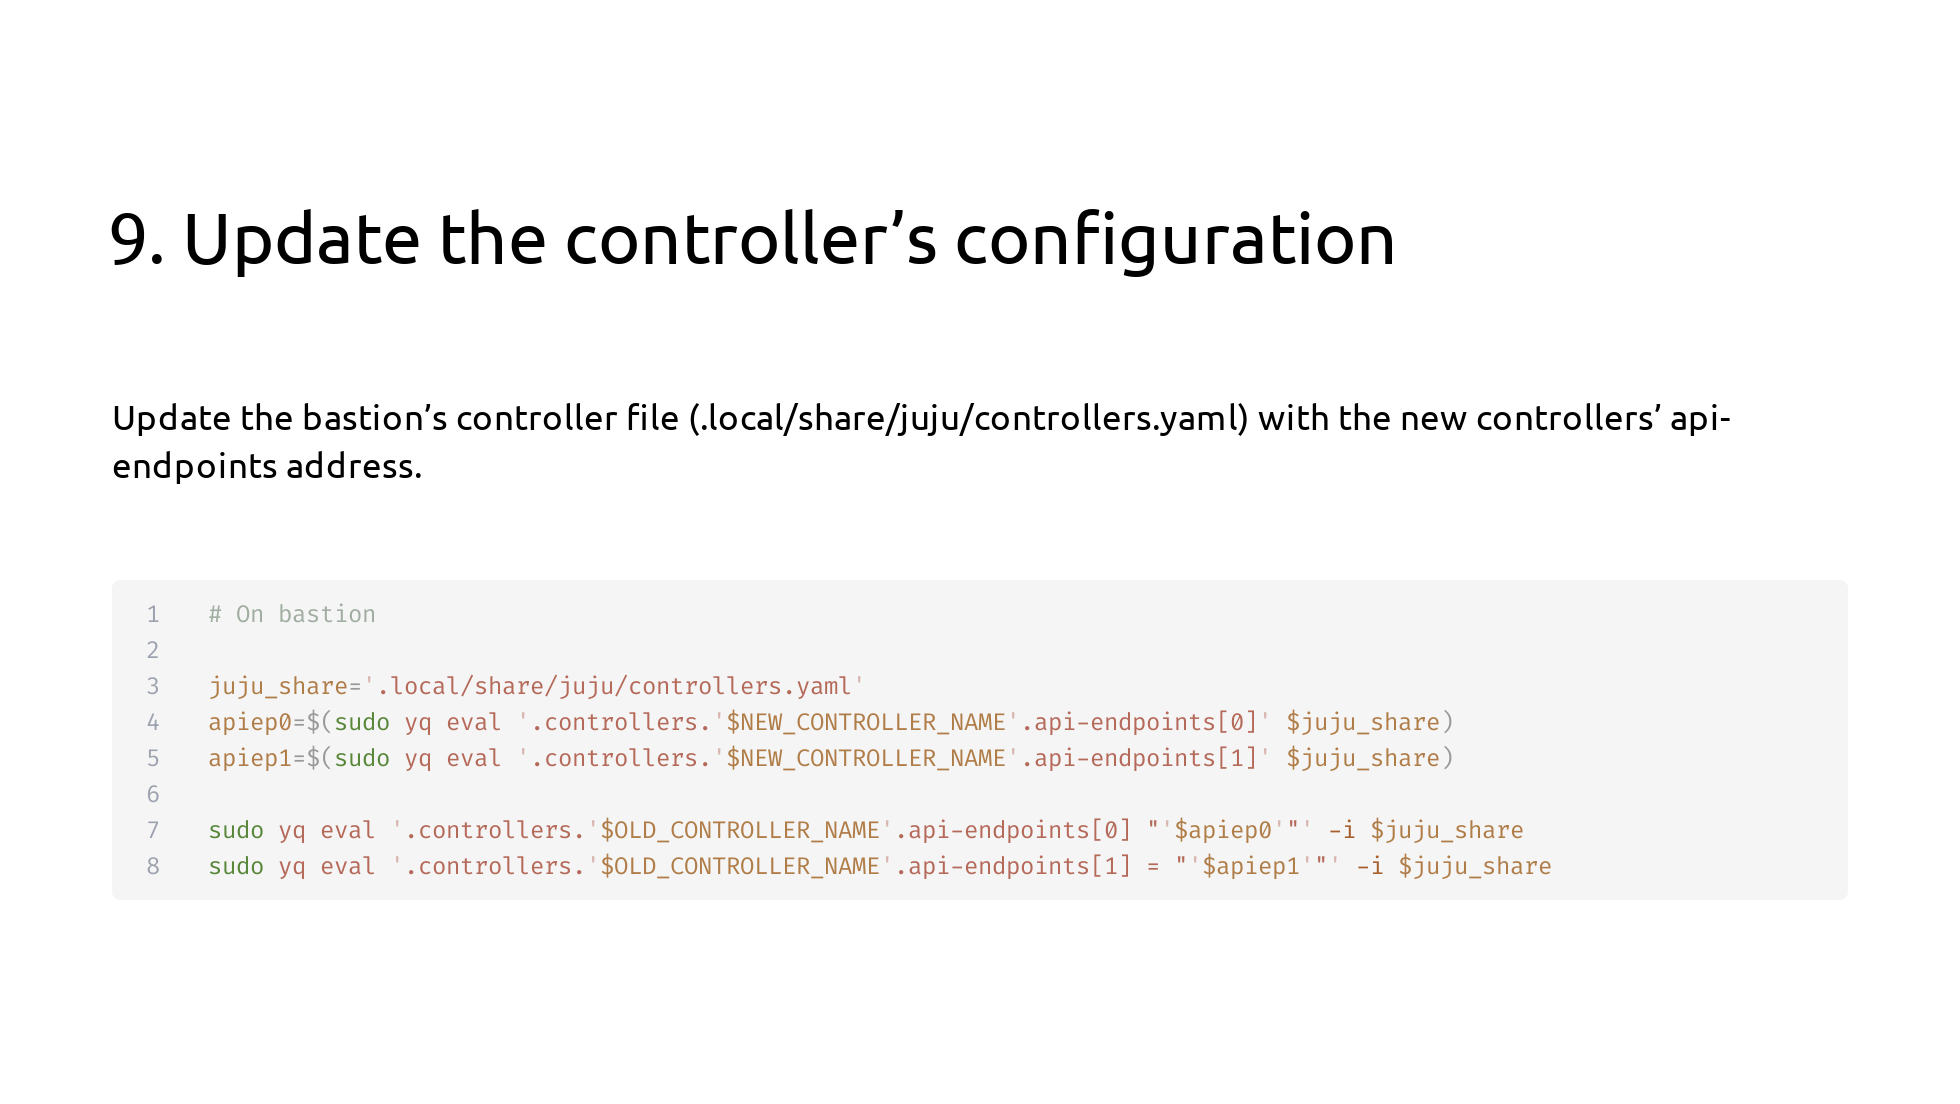 9. Update the controller’s configuration
Update the bastion’s controller file (.local/share/juju/controllers.yaml) with the new controllers’ api-
endpoints address.
1 # On bastion
2
3 juju_share='.local/share/juju/controllers.yaml'
4 apiep0=$(sudo yq eval '.controllers.'$NEW_CONTROLLER_NAME'.api-endpoints[0]' $juju_share)
5 apiep1=$(sudo yq eval '.controllers.'$NEW_CONTROLLER_NAME'.api-endpoints[1]' $juju_share)
6
7 sudo yq eval '.controllers.'$OLD_CONTROLLER_NAME'.api-endpoints[0] "'$apiep0'"' -i $juju_share
8 sudo yq eval '.controllers.'$OLD_CONTROLLER_NAME'.api-endpoints[1] = "'$apiep1'"' -i $juju_share